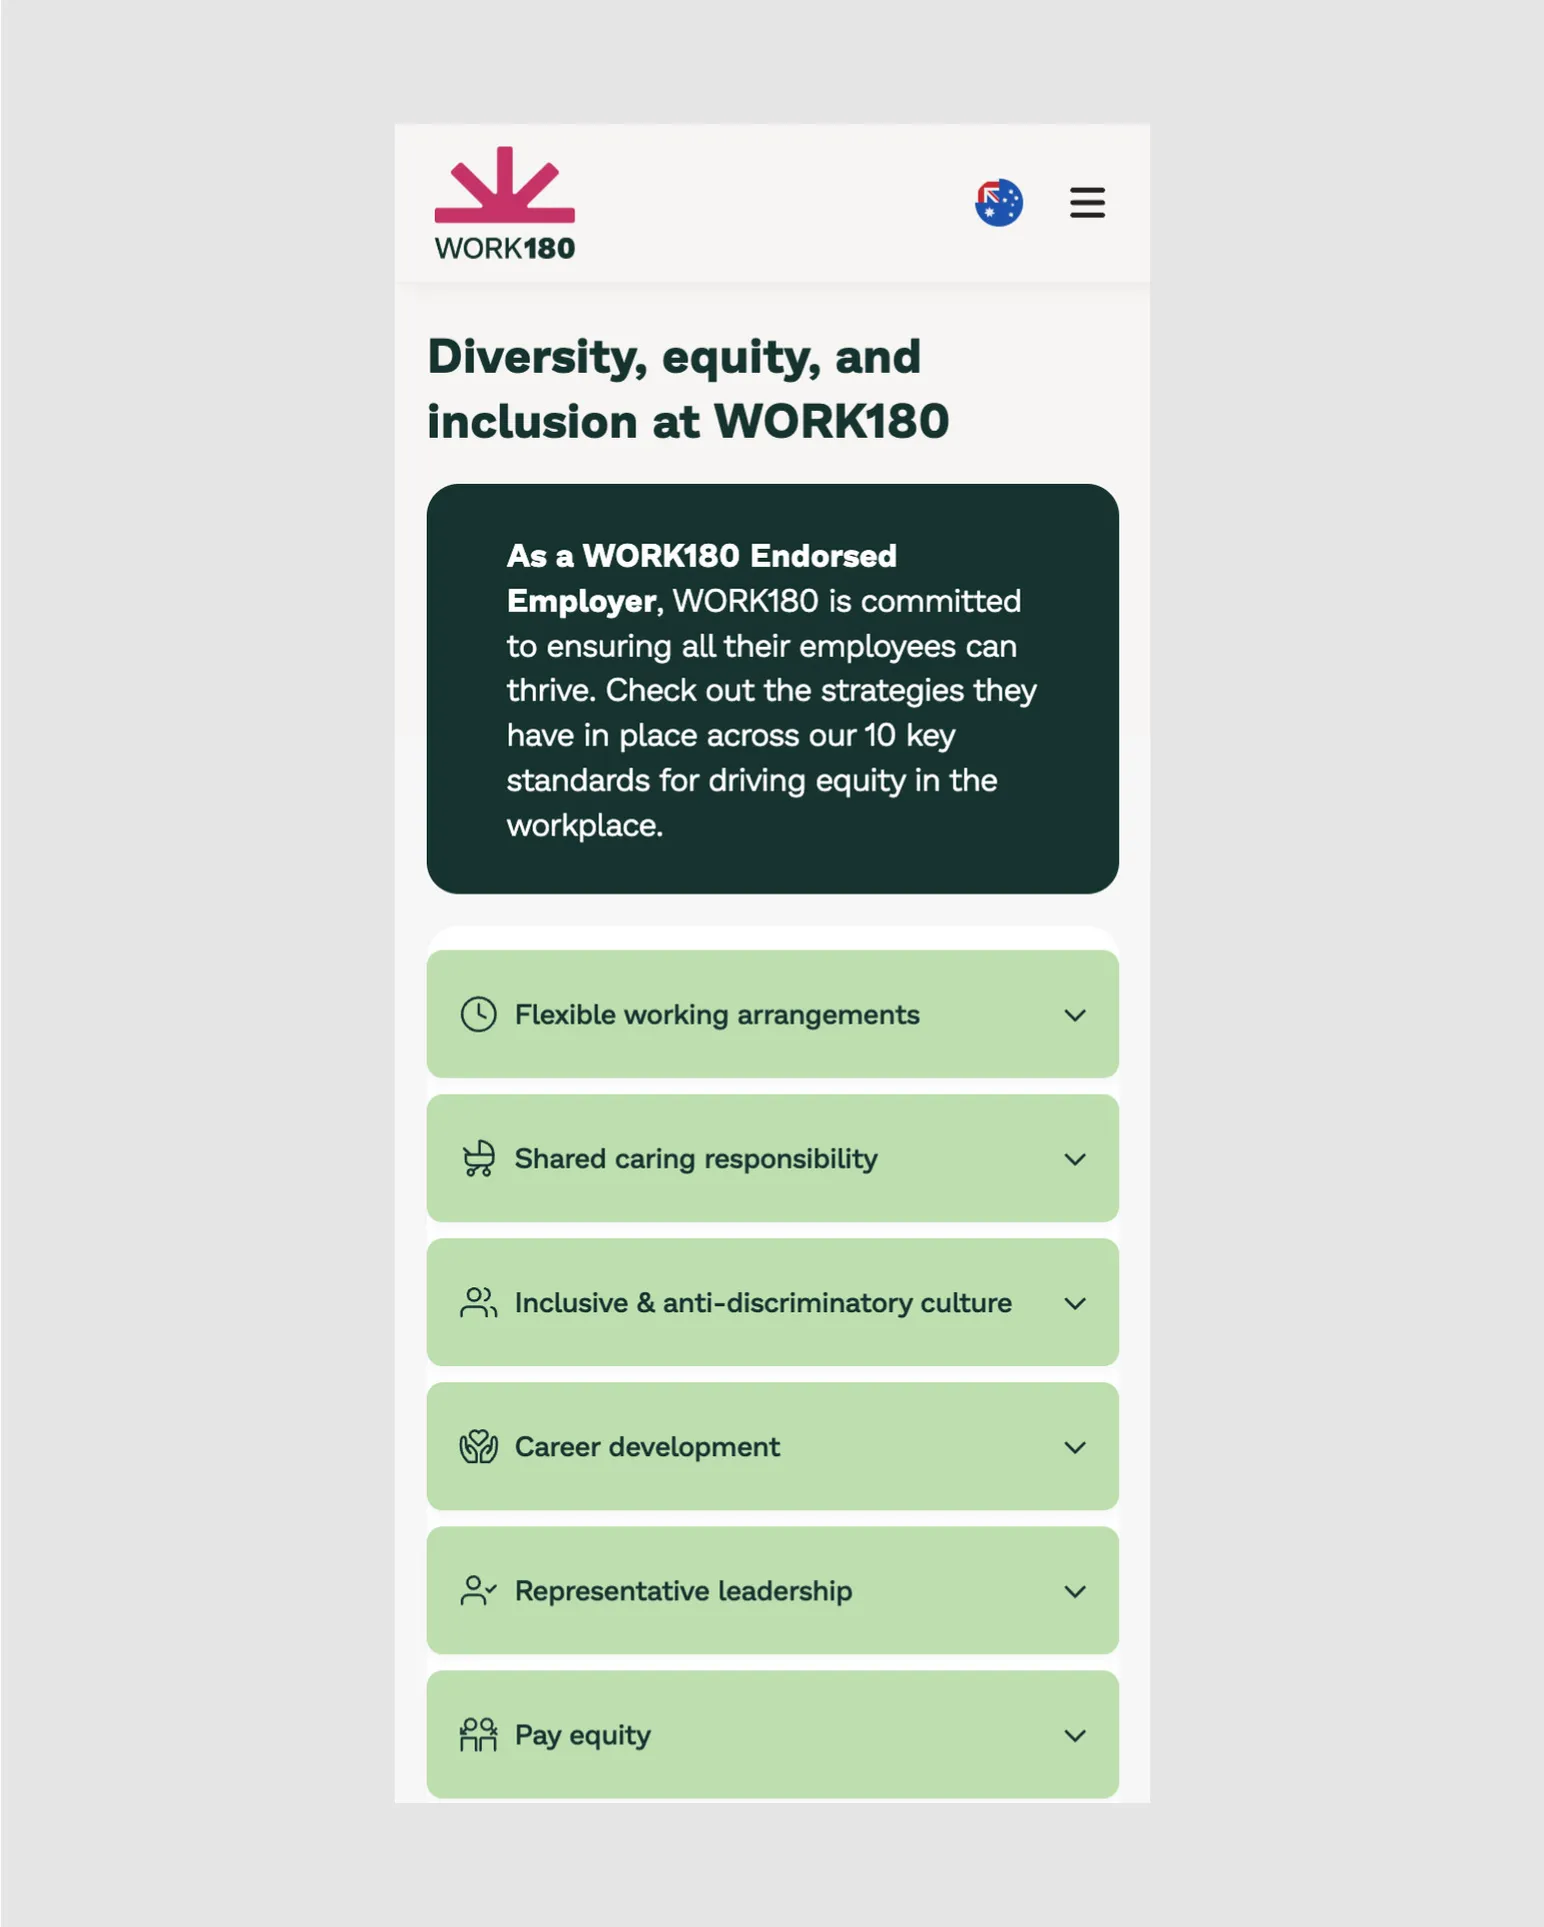 WORK180
Diversity, equity, and
inclusion at WORK180
As a WORK180 Endorsed
Employer, WORK180 is committed
to ensuring all their employees can
thrive. Check out the strategies they
have in place across our 10 key
standards for driving equity in the
workplace.
Flexible working arrangements
Shared caring responsibility
Inclusive & anti-discriminatory culture
Career development
Representative leadership
Pay equity